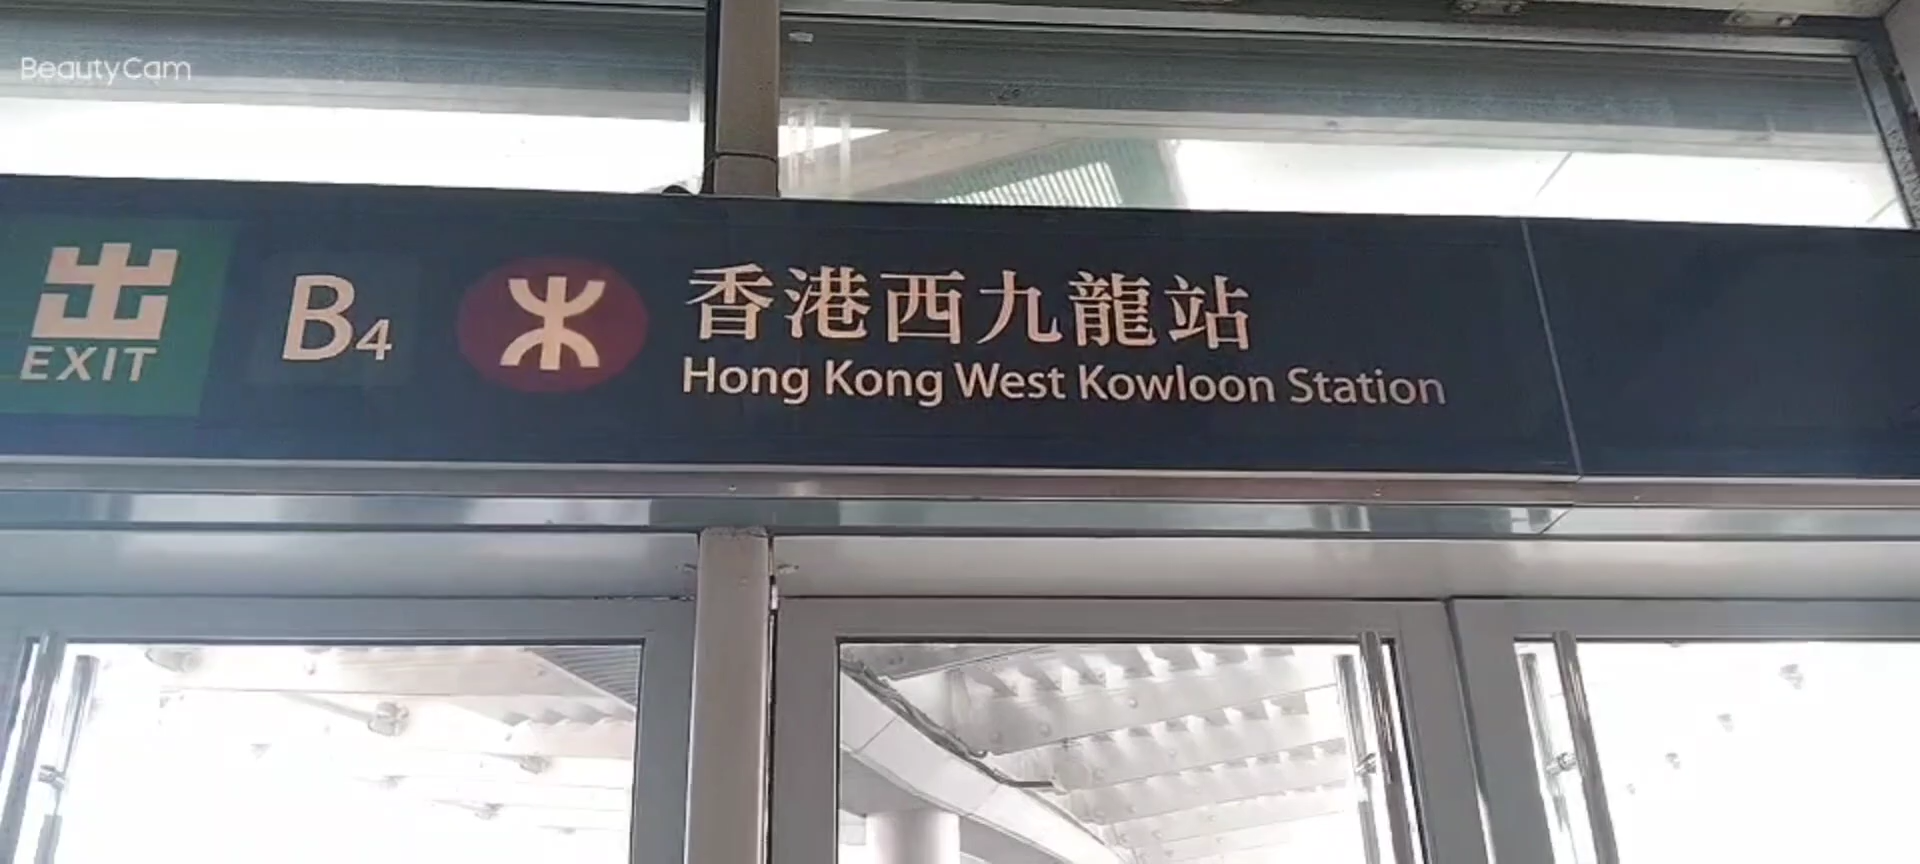 BeautyCam
出
EXIT
B4
香港西九龍站
Hong Kong West Kowloon Station